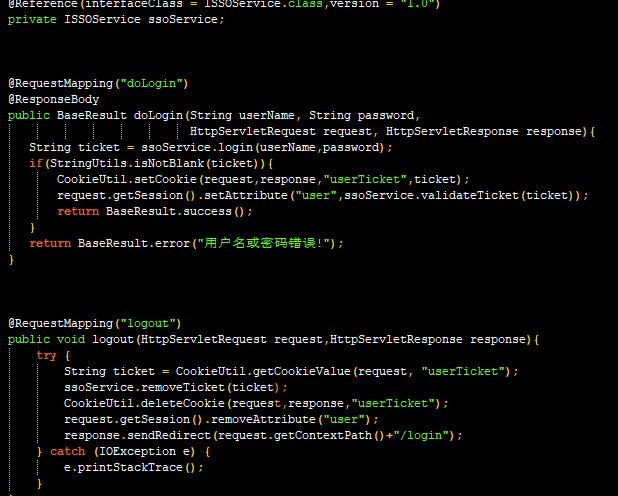 @Reference(interfaceClass = ISSOService.class,version = "1.0")
private ISSOService ssoService;
@RequestMapping("doLogin")
@ResponseBody
public BaseResult doLogin(String userName, String password,
HttpServletRequest request, HttpServletResponse response){
String ticket = ssoService.login(userName,password);
if(StringUtils.isNotBlank(ticket)){
CookieUtil.setCookie(request,response,"userTicket",ticket);
request.getSession().setAttribute("user",ssoService.validateTicket(ticket));
return BaseResult.success();
}
return BaseResult.error("用户名或密码错误!");
}
@RequestMapping("logout")
public void logout(HttpServletRequest request,HttpServletResponse response){
try {
String ticket = CookieUtil.getCookieValue(request, "userTicket");
ssoService.removeTicket(ticket);
CookieUtil.deleteCookie(request,response,"userTicket");
request.getSession().removeAttribute("user");
response.sendRedirect(request.getContextPath()+"/login");
} catch (IOException e) {
e.printStackTrace();
}